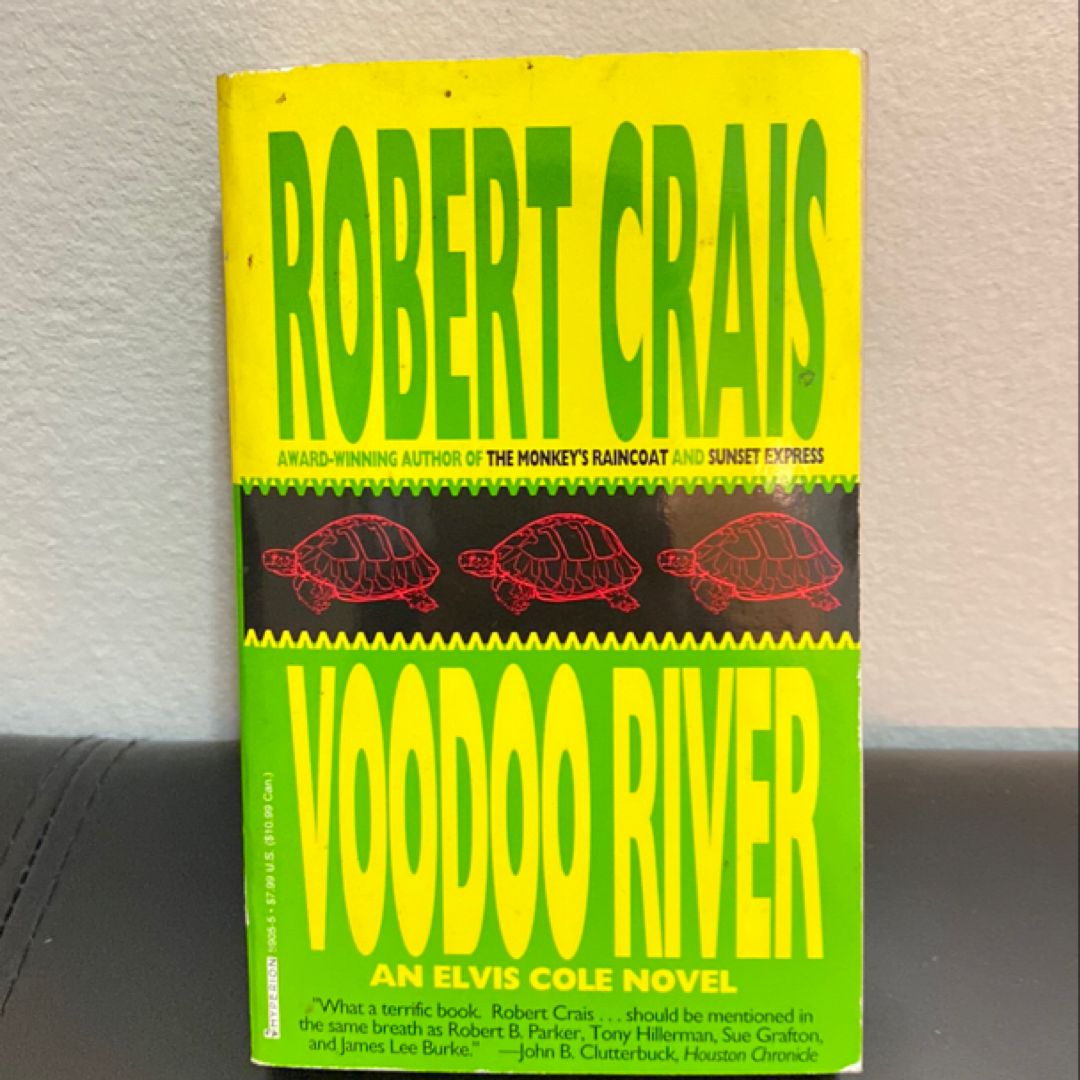 ROBERT CRAIS
AWARD-WINNING AUTHOR OF THE MONKEY'S RAINCOAT AND SUNSET EXPRESS
VOODOO RIVER
AN ELVIS COLE NOVEL
"What a terrific book. Robert Crais . . . should be mentioned in
the same breath as Robert B. Parker, Tony Hillerman, Sue Grafton,
and James Lee Burke." —John B. Clutterbuck, Houston Chronicle
HYPERION 8905-5 • $7.99 U.S. ($10.99 Can.)